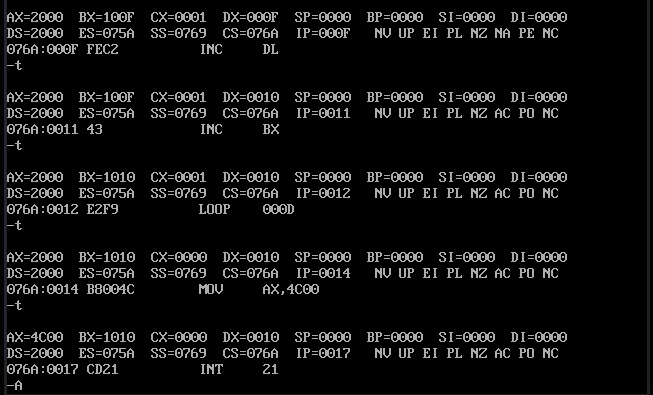 AX=2000  BX=100F  CX=0001  DX=000F  SP=0000  BP=0000  SI=0000  DI=0000
DS=2000  ES=075A  SS=0769  CS=076A  IP=000F   NV UP EI PL NZ NA PE NC
076A:000F FEC2          INC     DL
-t
AX=2000  BX=100F  CX=0001  DX=0010  SP=0000  BP=0000  SI=0000  DI=0000
DS=2000  ES=075A  SS=0769  CS=076A  IP=0011   NV UP EI PL NZ AC PO NC
076A:0011 43            INC     BX
-t
AX=2000  BX=1010  CX=0001  DX=0010  SP=0000  BP=0000  SI=0000  DI=0000
DS=2000  ES=075A  SS=0769  CS=076A  IP=0012   NV UP EI PL NZ AC PO NC
076A:0012 E2F9          LOOP    000D
-t
AX=2000  BX=1010  CX=0000  DX=0010  SP=0000  BP=0000  SI=0000  DI=0000
DS=2000  ES=075A  SS=0769  CS=076A  IP=0014   NV UP EI PL NZ AC PO NC
076A:0014 B8004C        MOV     AX,4C00
-t
AX=4C00  BX=1010  CX=0000  DX=0010  SP=0000  BP=0000  SI=0000  DI=0000
DS=2000  ES=075A  SS=0769  CS=076A  IP=0017   NV UP EI PL NZ AC PO NC
076A:0017 CD21          INT     21
-A